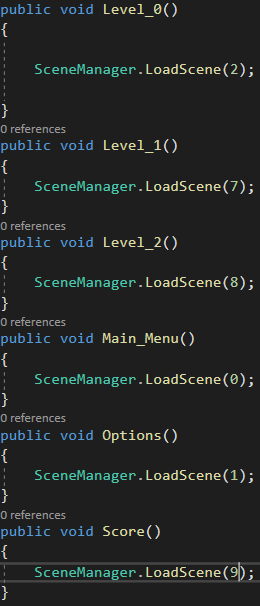 public void Level_0()
{
SceneManager.LoadScene(2);
}
0 references
public void Level_1()
{
SceneManager.LoadScene(7);
}
0 references
public void Level_2()
{
SceneManager.LoadScene(8);
}
0 references
public void Main_Menu()
{
SceneManager.LoadScene(0);
}
0 references
public void Options()
{
SceneManager.LoadScene(1);
}
0 references
public void Score()
{
SceneManager.LoadScene(9);
}